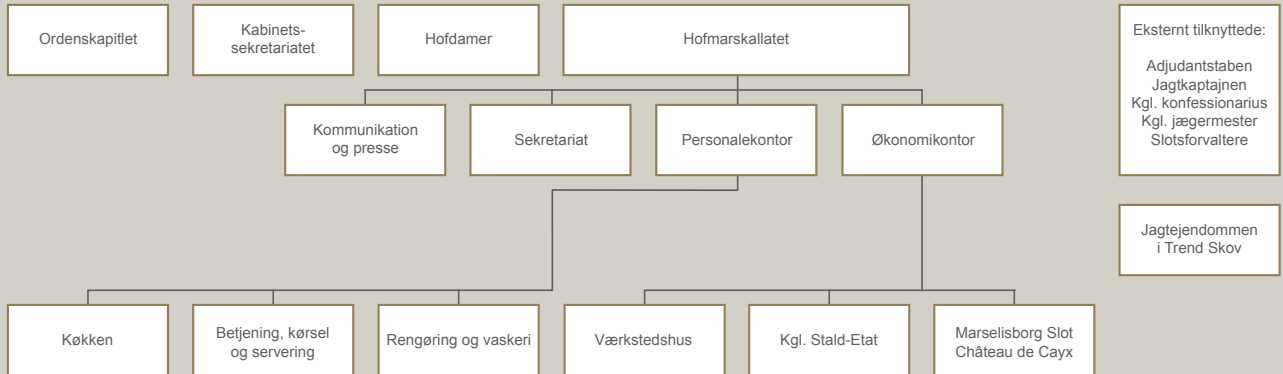 Ordenskapitlet
Kabinets-
sekretariatet
Hofdamer
Hofmarskallatet
Eksternt tilknyttede:
Adjudantstaben
Jagtkaptajnen
Kgl. konfessionarius
Kgl. jægermester
Slotsforvaltere
Kommunikation
og presse
Sekretariat
Personalekontor
Økonomikontor
Jagtejendommen
i Trend Skov
Køkken
Betjening, kørsel
og servering
Rengøring og vaskeri
Værkstedshus
Kgl. Stald-Etat
Marselisborg Slot
Château de Cayx